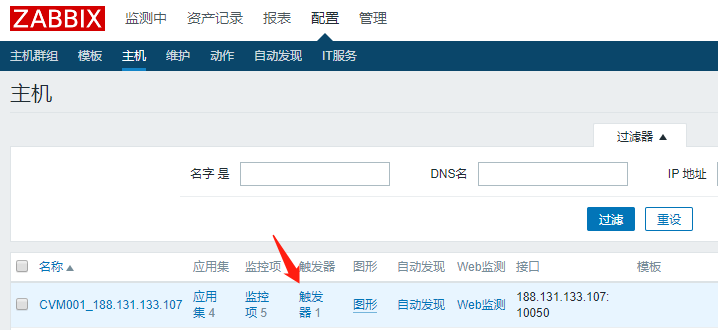 ZABBIX 监测中 资产记录 报表 配置 管理
主机群组 模板 主机 维护 动作 自动发现 IT服务
主机
过滤器
名字 是 DNS名 IP 地址
过滤 重设
名称 应用集 监控项 触发器 图形 自动发现 Web监测 接口 模板
CVM001_188.131.133.107 应用集 4 监控项 5 触发器 1 图形 自动发现 Web监测 188.131.133.107: 10050